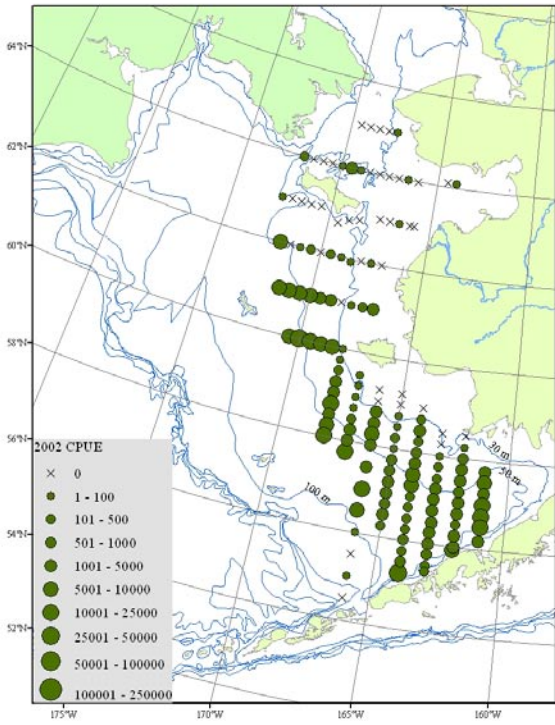 64°N
62°N
60°N
58°N
56°N
54°N
52°N
30 m
50 m
100 m
2002 CPUE
0
1 - 100
101 - 500
501 - 1000
1001 - 5000
5001 - 10000
10001 - 25000
25001 - 50000
50001 - 100000
100001 - 250000
175°W
170°W
165°W
160°W